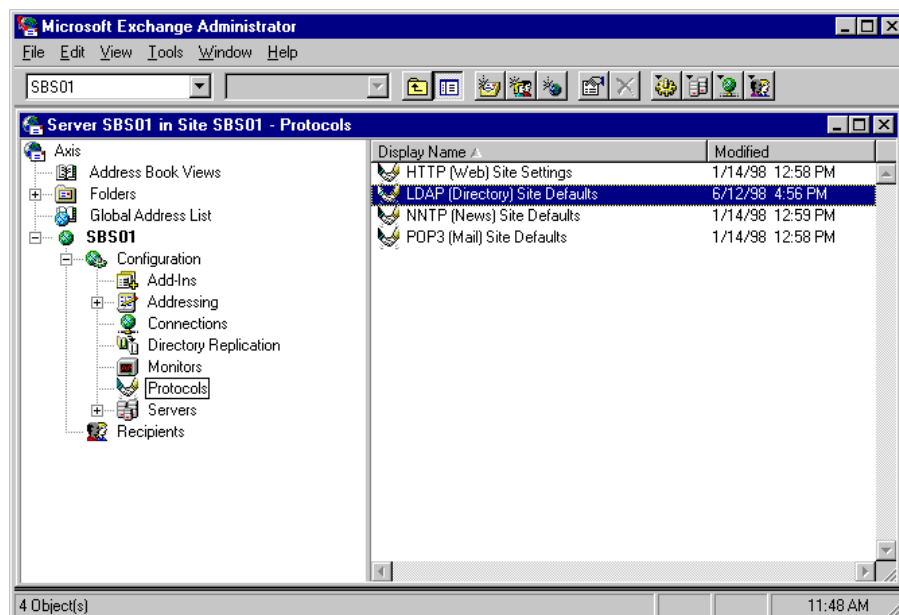 Microsoft Exchange Administrator
File Edit View Tools Window Help
SBS01
Server SBS01 in Site SBS01 - Protocols
Axis
Address Book Views
Folders
Global Address List
SBS01
Configuration
Add-Ins
Addressing
Connections
Directory Replication
Monitors
Protocols
Servers
Recipients
Display Name Modified
HTTP (Web) Site Settings 1/14/98 12:58 PM
LDAP (Directory) Site Defaults 6/12/98 4:56 PM
NNTP (News) Site Defaults 1/14/98 12:59 PM
POP3 (Mail) Site Defaults 1/14/98 12:58 PM
4 Object(s) 11:48 AM